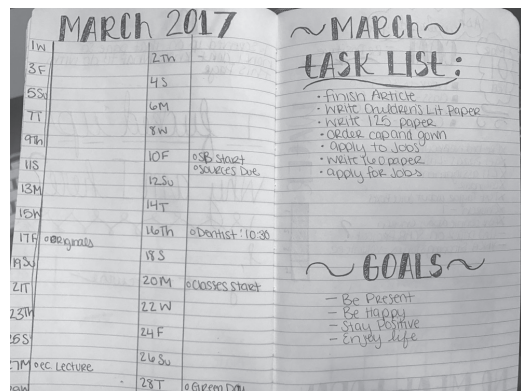 MARCH 2017
1W
2Th
3F
4S
5Su
6M
7T
8W
9Th
10F oSB Start
oSources Due
11S
12Su
13M
14T
15W
16Th oDentist: 10:30
17F
18S
19Su
20M oClasses Start
21T
22W
23Th
24F
25S
26Su
27M oEC. Lecture
28T oGreen Day
~MARCH~
TASK LIST:
· finish Article
· Write Children's Lit Paper
· Write 125 paper
· order cap and gown
· apply to Jobs
· Write 160 paper
· apply for Jobs
~GOALS~
- Be Present
- Be Happy
- Stay Positive
- Enjoy life